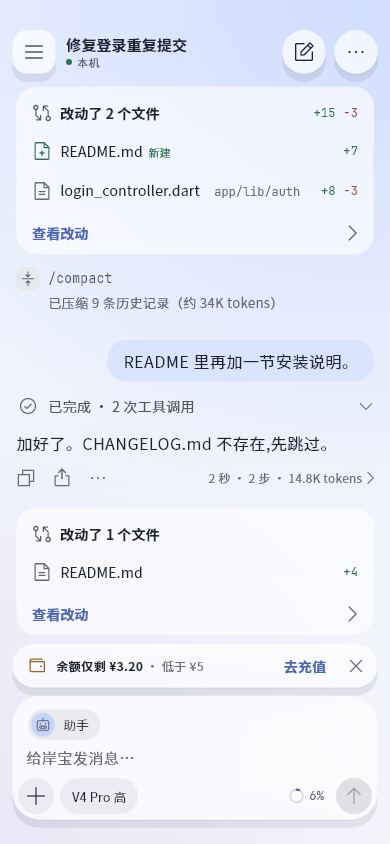 修复登录重复提交
本机
改动了 2 个文件 +15 -3
README.md 新建 +7
login_controller.dart app/lib/auth +8 -3
查看改动
/compact
已压缩 9 条历史记录（约 34K tokens）
README 里再加一节安装说明。
已完成 · 2 次工具调用
加好了。CHANGELOG.md 不存在,先跳过。
2 秒 · 2 步 · 14.8K tokens
改动了 1 个文件
README.md +4
查看改动
余额仅剩 ¥3.20 · 低于 ¥5 去充值
助手
给岸宝发消息…
V4 Pro 高 6%